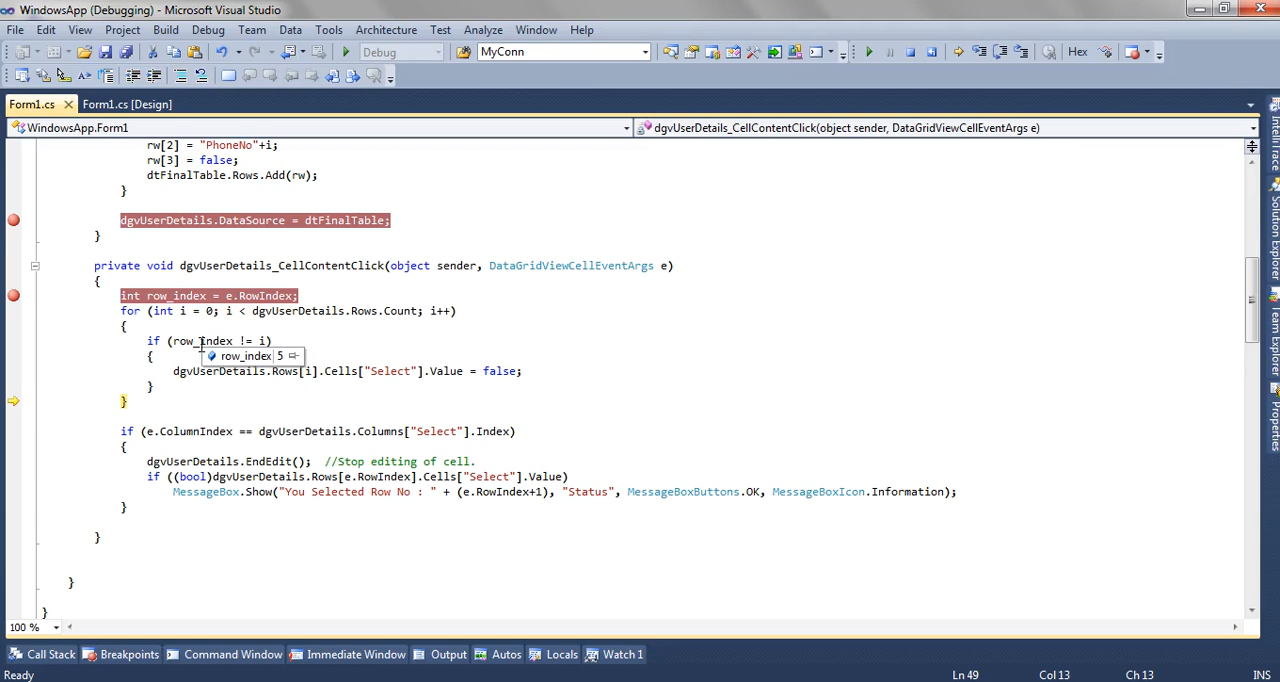 WindowsApp (Debugging) - Microsoft Visual Studio
File Edit View Project Build Debug Team Data Tools Architecture Test Analyze Window Help
Debug MyConn Hex
Form1.cs Form1.cs [Design]
WindowsApp.Form1 dgvUserDetails_CellContentClick(object sender, DataGridViewCellEventArgs e)
rw[2] = "PhoneNo"+i;
rw[3] = false;
dtFinalTable.Rows.Add(rw);
}
dgvUserDetails.DataSource = dtFinalTable;
}
private void dgvUserDetails_CellContentClick(object sender, DataGridViewCellEventArgs e)
{
int row_index = e.RowIndex;
for (int i = 0; i < dgvUserDetails.Rows.Count; i++)
{
if (row_index != i)
{ row_index 5
dgvUserDetails.Rows[i].Cells["Select"].Value = false;
}
}
if (e.ColumnIndex == dgvUserDetails.Columns["Select"].Index)
{
dgvUserDetails.EndEdit(); //Stop editing of cell.
if ((bool)dgvUserDetails.Rows[e.RowIndex].Cells["Select"].Value)
MessageBox.Show("You Selected Row No : " + (e.RowIndex+1), "Status", MessageBoxButtons.OK, MessageBoxIcon.Information);
}
}
}
}
IntelliTrace
Solution Explorer
Team Explorer
Properties
100 %
Call Stack Breakpoints Command Window Immediate Window Output Autos Locals Watch 1
Ready Ln 49 Col 13 Ch 13 INS